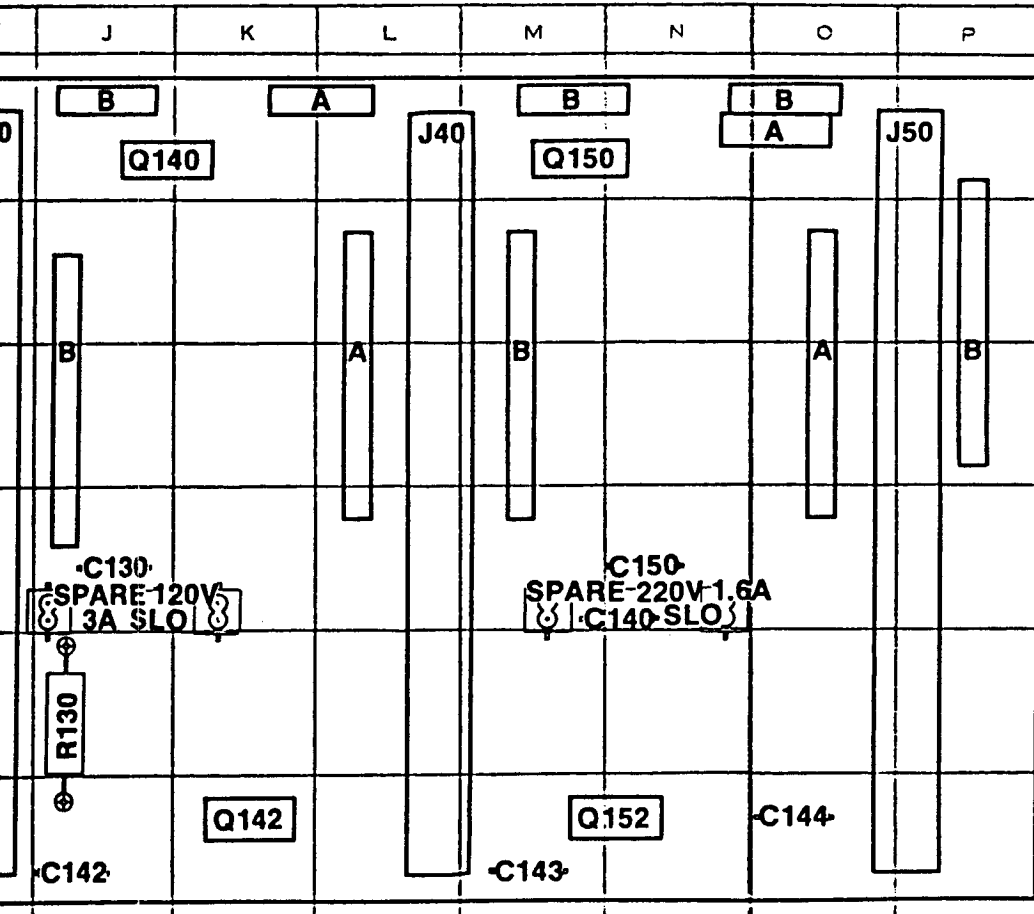 J K L M N O P
B A B B
A
0 J40 J50
Q140 Q150
B A B A B
C130 C150
SPARE 120V SPARE 220V 1.6A
3A SLO C140 SLO
R130
Q142 Q152 C144
C142 C143